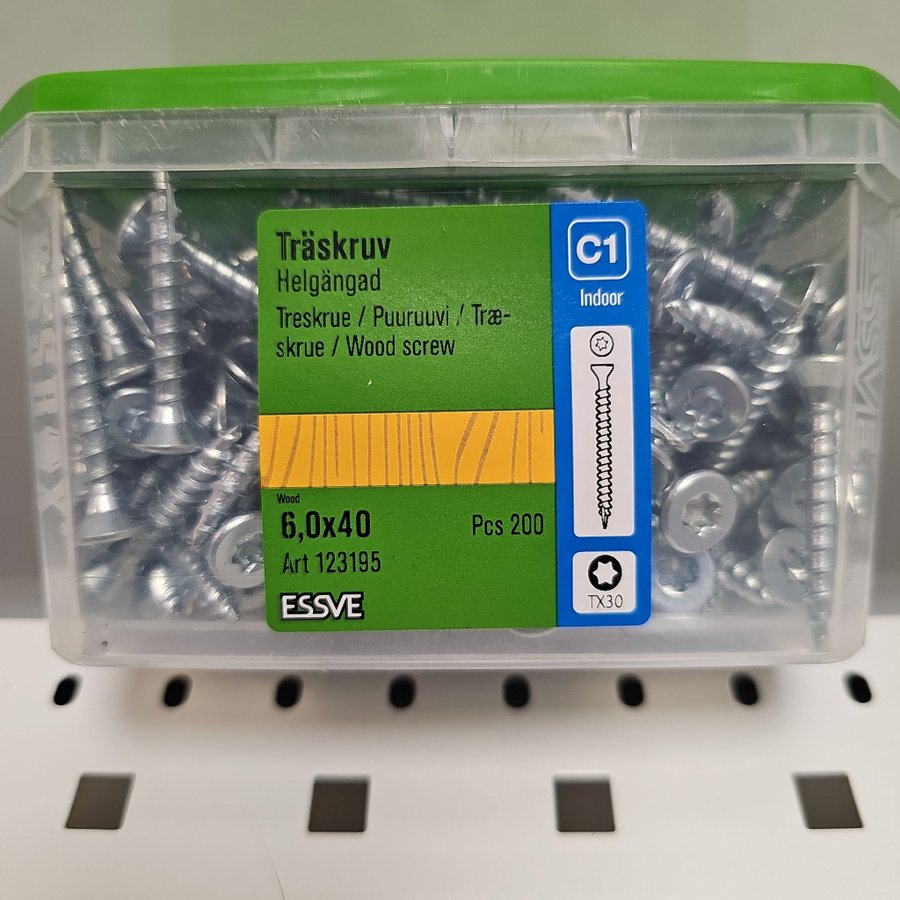 Träskruv
Helgängad
Treskrue / Puuruuvi / Træ-
skrue / Wood screw
Wood
6,0x40
Pcs 200
Art 123195
ESSVE
C1
Indoor
TX30
ESSVE